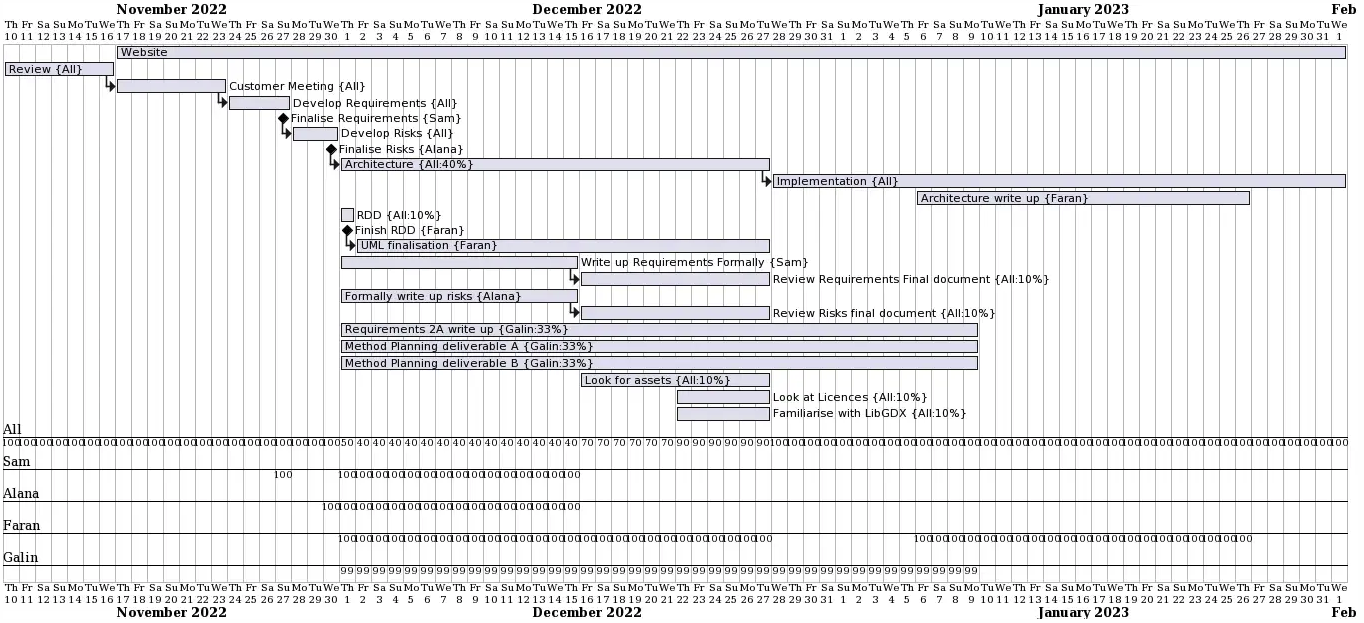 November 2022 December 2022 January 2023 Feb
Th Fr Sa Su Mo Tu We Th Fr Sa Su Mo Tu We Th Fr Sa Su Mo Tu We Th Fr Sa Su Mo Tu We Th Fr Sa Su Mo Tu We Th Fr Sa Su Mo Tu We Th Fr Sa Su Mo Tu We Th Fr Sa Su Mo Tu We Th Fr Sa Su Mo Tu We Th Fr Sa Su Mo Tu We Th Fr Sa Su Mo Tu We Th Fr Sa Su Mo Tu We
10 11 12 13 14 15 16 17 18 19 20 21 22 23 24 25 26 27 28 29 30 1 2 3 4 5 6 7 8 9 10 11 12 13 14 15 16 17 18 19 20 21 22 23 24 25 26 27 28 29 30 31 1 2 3 4 5 6 7 8 9 10 11 12 13 14 15 16 17 18 19 20 21 22 23 24 25 26 27 28 29 30 31 1
Website
Review {All}
Customer Meeting {All}
Develop Requirements {All}
Finalise Requirements {Sam}
Develop Risks {All}
Finalise Risks {Alana}
Architecture {All:40%}
Implementation {All}
Architecture write up {Faran}
RDD {All:10%}
Finish RDD {Faran}
UML finalisation {Faran}
Write up Requirements Formally {Sam}
Review Requirements Final document {All:10%}
Formally write up risks {Alana}
Review Risks final document {All:10%}
Requirements 2A write up {Galin:33%}
Method Planning deliverable A {Galin:33%}
Method Planning deliverable B {Galin:33%}
Look for assets {All:10%}
Look at Licences {All:10%}
Familiarise with LibGDX {All:10%}
All
100 100 100 100 100 100 100 100 100 100 100 100 100 100 100 100 100 100 100 100 100 50 40 40 40 40 40 40 40 40 40 40 40 40 40 40 70 70 70 70 70 70 90 90 90 90 90 90 100 100 100 100 100 100 100 100 100 100 100 100 100 100 100 100 100 100 100 100 100 100 100 100 100 100 100 100 100 100 100 100 100 100 100 100
Sam
100 100 100 100 100 100 100 100 100 100 100 100 100 100 100 100
Alana
100 100 100 100 100 100 100 100 100 100 100 100 100 100 100 100
Faran
100 100 100 100 100 100 100 100 100 100 100 100 100 100 100 100 100 100 100 100 100 100 100 100 100 100 100 100 100 100 100 100 100 100 100 100 100 100 100 100 100 100 100 100 100 100 100 100
Galin
99 99 99 99 99 99 99 99 99 99 99 99 99 99 99 99 99 99 99 99 99 99 99 99 99 99 99 99 99 99 99 99 99 99 99 99 99 99 99 99
Th Fr Sa Su Mo Tu We Th Fr Sa Su Mo Tu We Th Fr Sa Su Mo Tu We Th Fr Sa Su Mo Tu We Th Fr Sa Su Mo Tu We Th Fr Sa Su Mo Tu We Th Fr Sa Su Mo Tu We Th Fr Sa Su Mo Tu We Th Fr Sa Su Mo Tu We Th Fr Sa Su Mo Tu We Th Fr Sa Su Mo Tu We Th Fr Sa Su Mo Tu We
10 11 12 13 14 15 16 17 18 19 20 21 22 23 24 25 26 27 28 29 30 1 2 3 4 5 6 7 8 9 10 11 12 13 14 15 16 17 18 19 20 21 22 23 24 25 26 27 28 29 30 31 1 2 3 4 5 6 7 8 9 10 11 12 13 14 15 16 17 18 19 20 21 22 23 24 25 26 27 28 29 30 31 1
November 2022 December 2022 January 2023 Feb